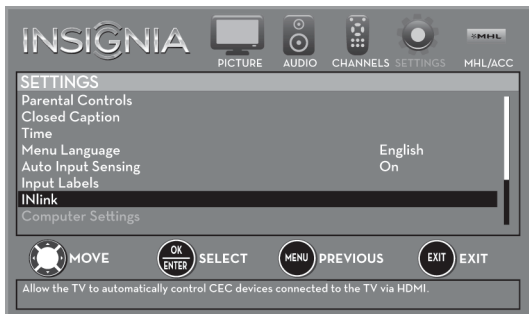 INSIGNIA
PICTURE AUDIO CHANNELS SETTINGS MHL MHL/ACC
SETTINGS
Parental Controls
Closed Caption
Time
Menu Language English
Auto Input Sensing On
Input Labels
INlink
Computer Settings
MOVE OK ENTER SELECT MENU PREVIOUS EXIT EXIT
Allow the TV to automatically control CEC devices connected to the TV via HDMI.